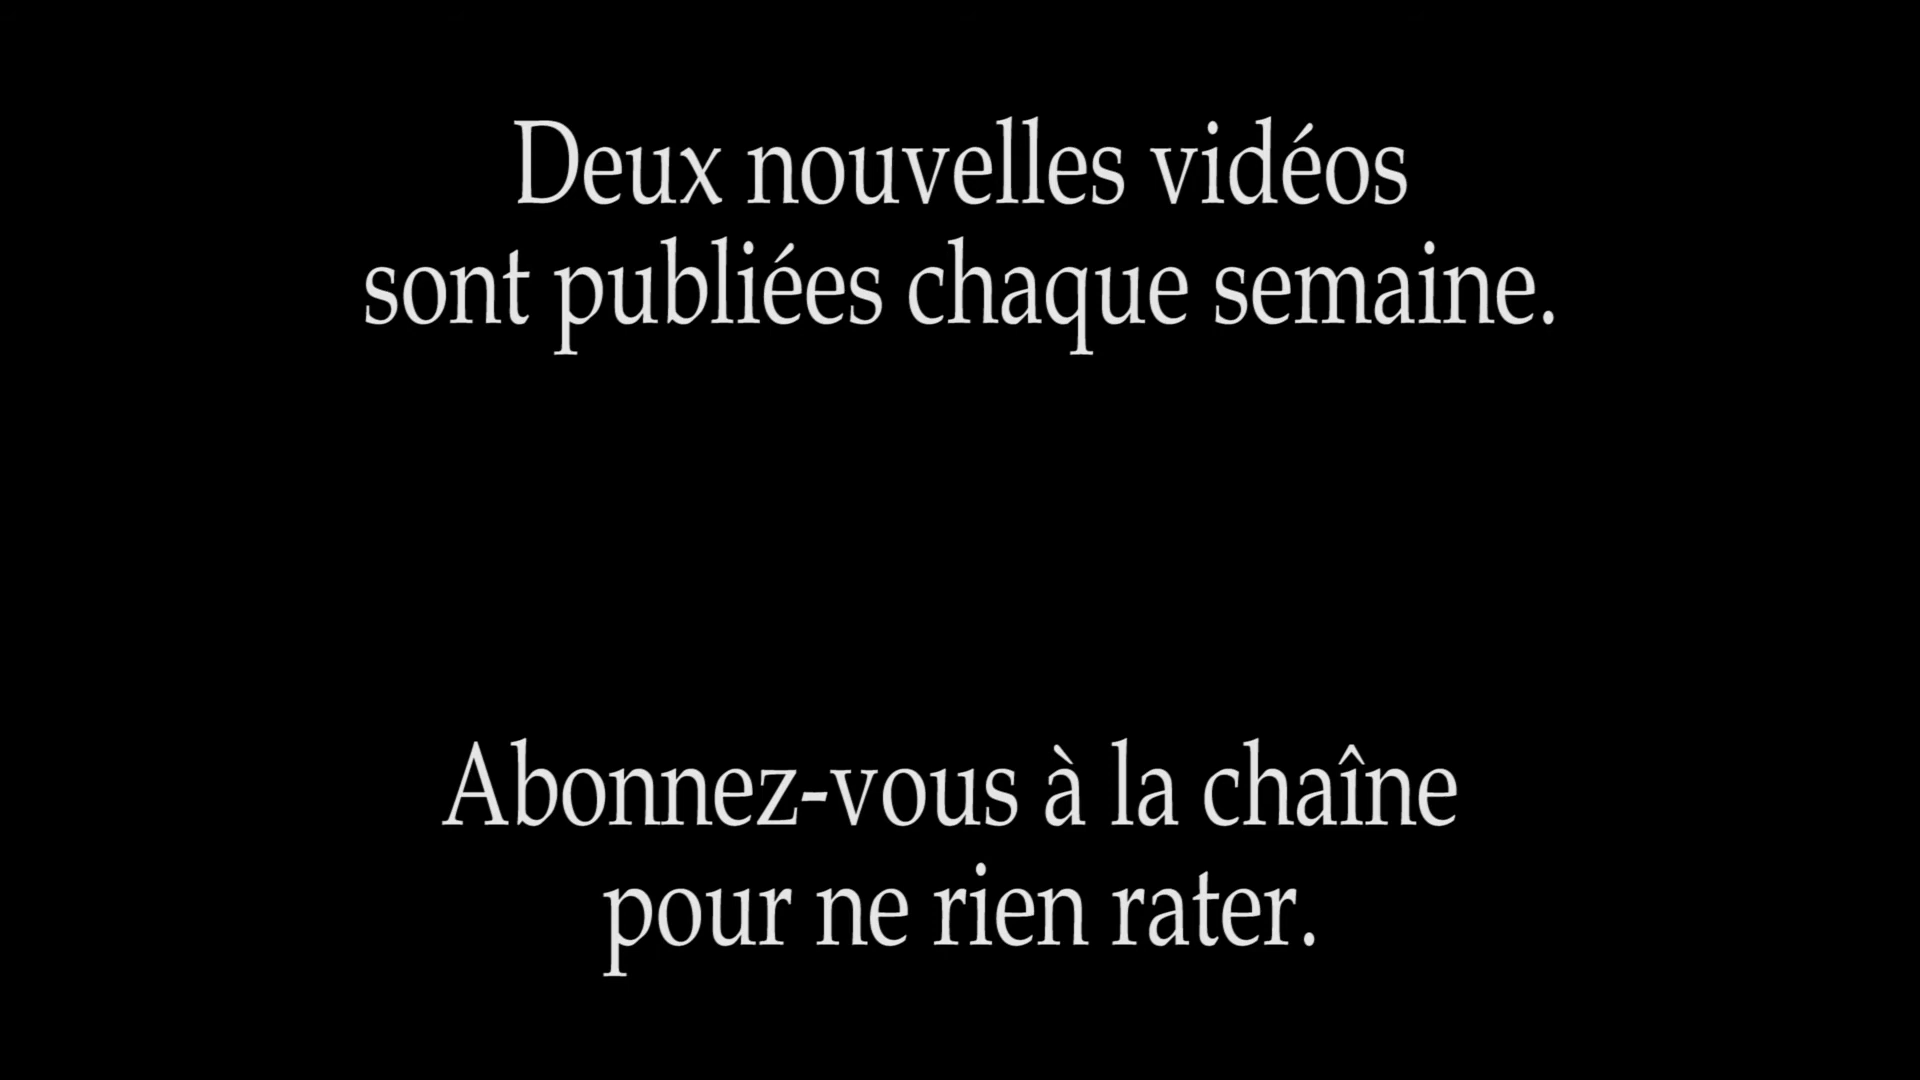 Deux nouvelles vidéos
sont publiées chaque semaine.
Abonnez-vous à la chaîne
pour ne rien rater.